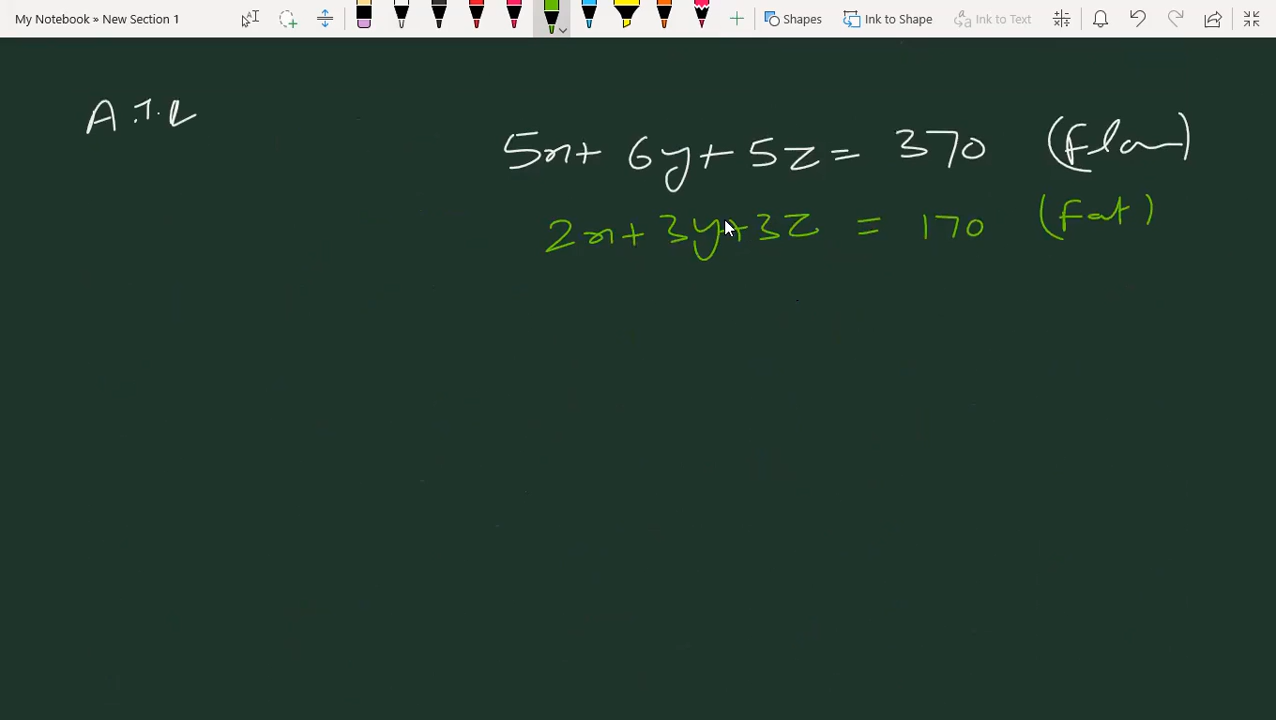 My Notebook » New Section 1
Shapes
Ink to Shape
Ink to Text
A.T.Q
5x + 6y + 5z = 370 (Flour)
2x + 3y + 3z = 170 (Fat)